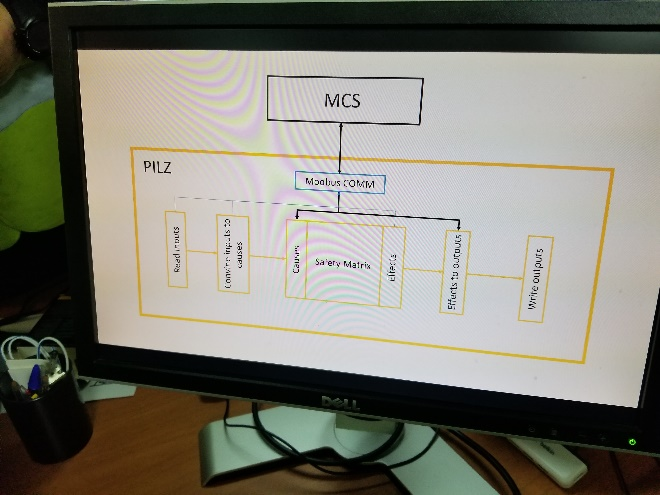 MCS
PILZ
Modbus COMM
Read inputs
Combine inputs to
causes
Causes
Safety Matrix
Effects
Effects to outputs
Write outputs
DELL